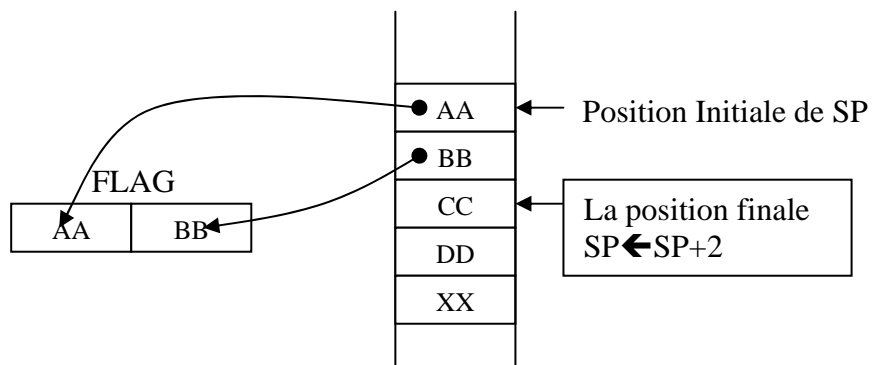 AA
Position Initiale de SP
BB
FLAG
AA BB
CC
La position finale
SP🡸SP+2
DD
XX